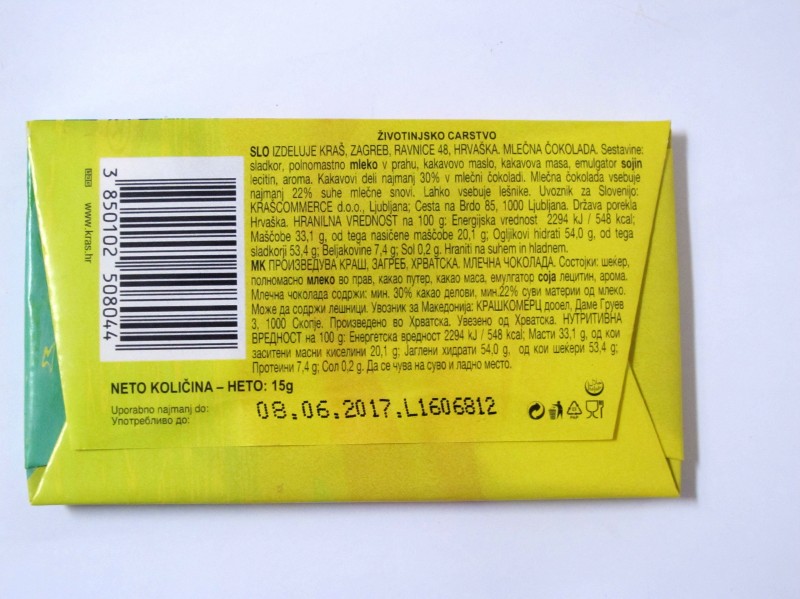 ŽIVOTINJSKO CARSTVO
SLO IZDELUJE KRAŠ, ZAGREB, RAVNICE 48, HRVAŠKA. MLEČNA ČOKOLADA. Sestavine:
sladkor, polnomastno mleko v prahu, kakavovo maslo, kakavova masa, emulgator sojin
lecitin, aroma. Kakavovi deli najmanj 30% v mlečni čokoladi. Mlečna čokolada vsebuje
najmanj 22% suhe mlečne snovi. Lahko vsebuje lešnike. Uvoznik za Slovenijo:
KRAŠCOMMERCE d.o.o., Ljubljana; Cesta na Brdo 85, 1000 Ljubljana. Država porekla
Hrvaška. HRANILNA VREDNOST na 100 g: Energijska vrednost 2294 kJ / 548 kcal;
Maščobe 33,1 g, od tega nasičene maščobe 20,1 g; Ogljikovi hidrati 54,0 g, od tega
sladkorji 53,4 g; Beljakovine 7,4 g; Sol 0,2 g. Hraniti na suhem in hladnem.
MK ПРОИЗВЕДУВА КРАШ, ЗАГРЕБ, ХРВАТСКА. МЛЕЧНА ЧОКОЛАДА. Состојки: шеќер,
полномасно млеко во прав, какао путер, какао маса, емулгатор соја лецитин, арома.
Млечна чоколада содржи: мин. 30% какао делови, мин.22% суви материи од млеко.
Може да содржи лешници. Увозник за Македонија: КРАШКОМЕРЦ дооел, Даме Груев
3, 1000 Скопје. Произведено во Хрватска. Увезено од Хрватска. НУТРИТИВНА
ВРЕДНОСТ на 100 g: Енергетска вредност 2294 kJ / 548 kcal; Масти 33,1 g, од кои
заситени масни киселини 20,1 g; Јаглени хидрати 54,0 g, од кои шеќери 53,4 g;
Протеини 7,4 g; Сол 0,2 g. Да се чува на суво и ладно место.
www.kras.hr
3 850102 508044
NETO KOLIČINA – НЕТО: 15g
Uporabno najmanj do:
Употребливо до:
08.06.2017.L1606812